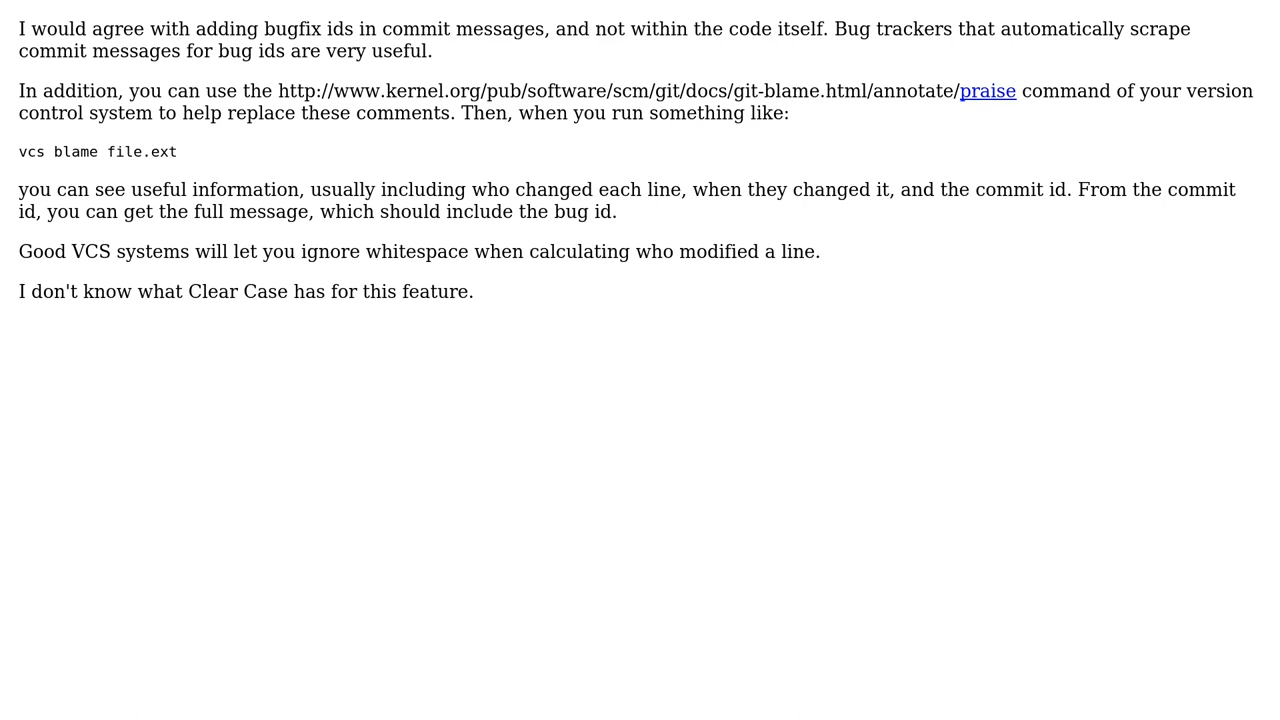 I would agree with adding bugfix ids in commit messages, and not within the code itself. Bug trackers that automatically scrape
commit messages for bug ids are very useful.
In addition, you can use the http://www.kernel.org/pub/software/scm/git/docs/git-blame.html/annotate/praise command of your version
control system to help replace these comments. Then, when you run something like:
vcs blame file.ext
you can see useful information, usually including who changed each line, when they changed it, and the commit id. From the commit
id, you can get the full message, which should include the bug id.
Good VCS systems will let you ignore whitespace when calculating who modified a line.
I don't know what Clear Case has for this feature.